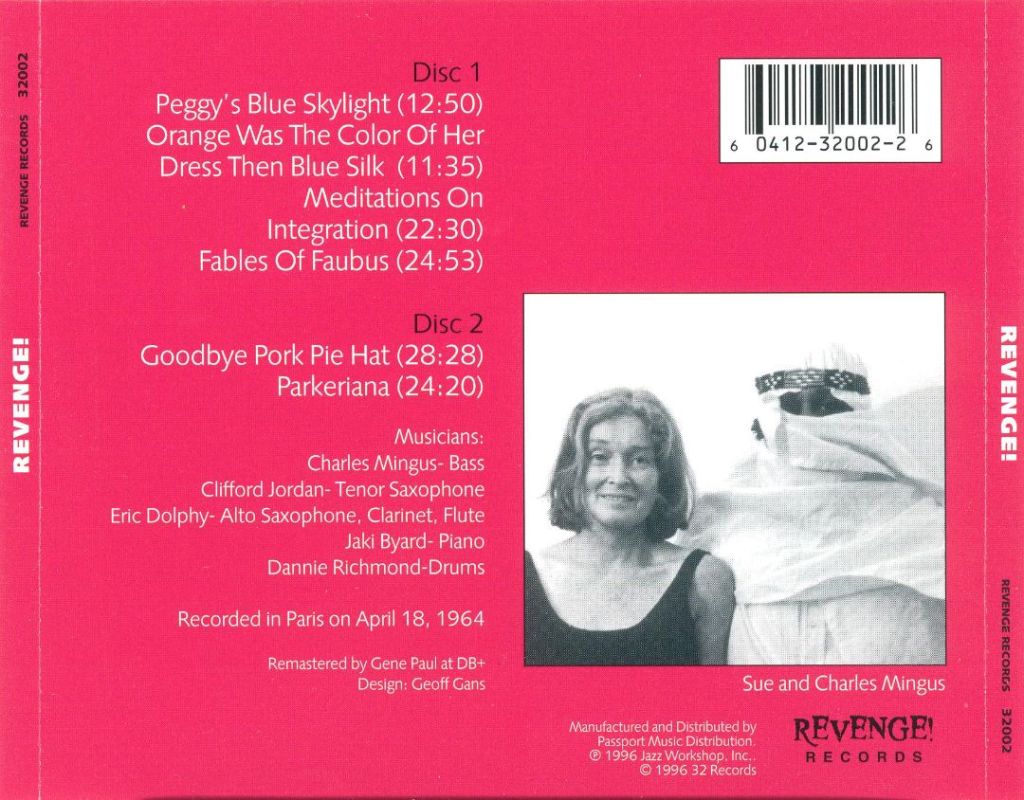 REVENGE RECORDS 32002
REVENGE!
Disc 1
Peggy's Blue Skylight (12:50)
Orange Was The Color Of Her
Dress Then Blue Silk (11:35)
Meditations On
Integration (22:30)
Fables Of Faubus (24:53)
Disc 2
Goodbye Pork Pie Hat (28:28)
Parkeriana (24:20)
Musicians:
Charles Mingus- Bass
Clifford Jordan- Tenor Saxophone
Eric Dolphy- Alto Saxophone, Clarinet, Flute
Jaki Byard- Piano
Dannie Richmond-Drums
Recorded in Paris on April 18, 1964
Remastered by Gene Paul at DB+
Design: Geoff Gans
6 0412-32002-2 6
Sue and Charles Mingus
Manufactured and Distributed by
Passport Music Distribution.
℗ 1996 Jazz Workshop, Inc..
© 1996 32 Records
REVENGE!
RECORDS
REVENGE!
REVENGE RECORDS 32002